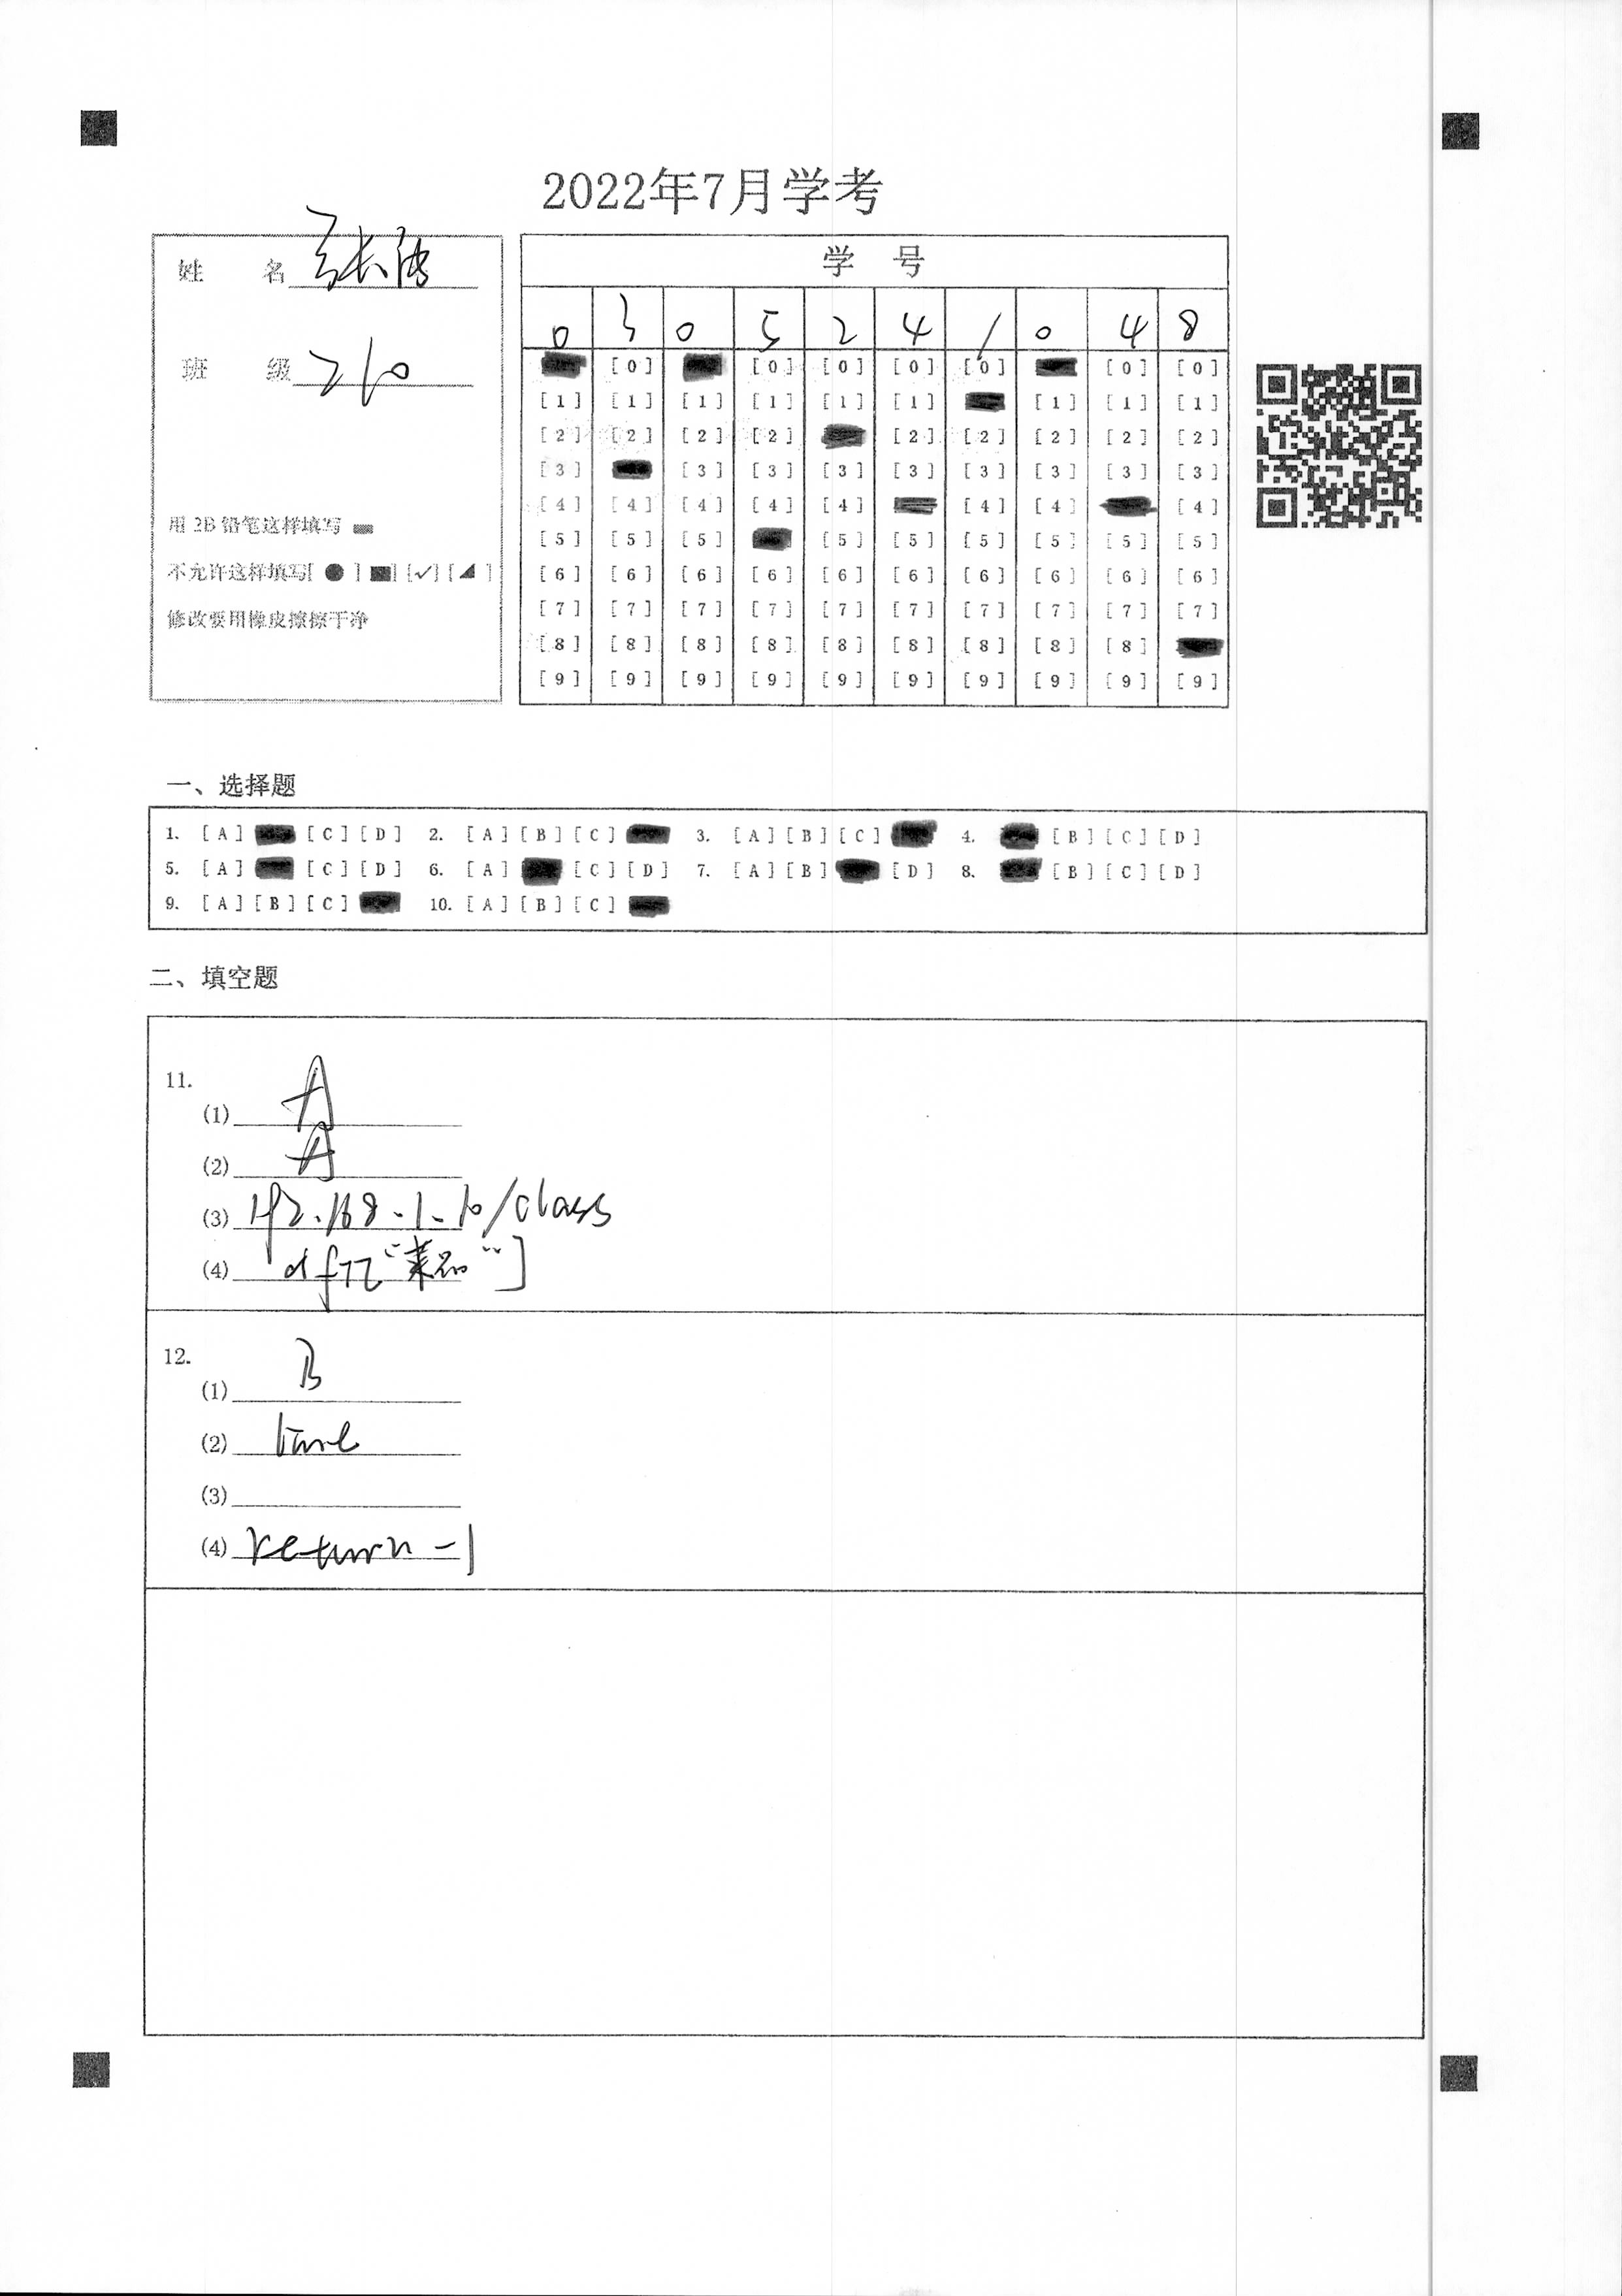 2022年7月学考
姓 名
班 级 210
用 2B 铅笔这样填写
不允许这样填写[ ● ] [■] [✓] [◢ ]
修改要用橡皮擦擦干净
学 号
0 3 0 5 2 4 1 0 4 8
[0] [0] [0] [0] [0] [0] [0]
[1] [1] [1] [1] [1] [1] [1] [1] [1]
[2] [2] [2] [2] [2] [2] [2] [2] [2]
[3] [3] [3] [3] [3] [3] [3] [3] [3]
[4] [4] [4] [4] [4] [4] [4] [4]
[5] [5] [5] [5] [5] [5] [5] [5] [5]
[6] [6] [6] [6] [6] [6] [6] [6] [6] [6]
[7] [7] [7] [7] [7] [7] [7] [7] [7] [7]
[8] [8] [8] [8] [8] [8] [8] [8] [8]
[9] [9] [9] [9] [9] [9] [9] [9] [9] [9]
一、选择题
1. [A] [C] [D] 2. [A] [B] [C] 3. [A] [B] [C] 4. [B] [C] [D]
5. [A] [C] [D] 6. [A] [C] [D] 7. [A] [B] [D] 8. [B] [C] [D]
9. [A] [B] [C] 10. [A] [B] [C]
二、填空题
11.
(1) A
(2) A
(3) 192.168.1.10/class
(4) df["菜品"]
12.
(1) B
(2)
(3)
(4) return -1